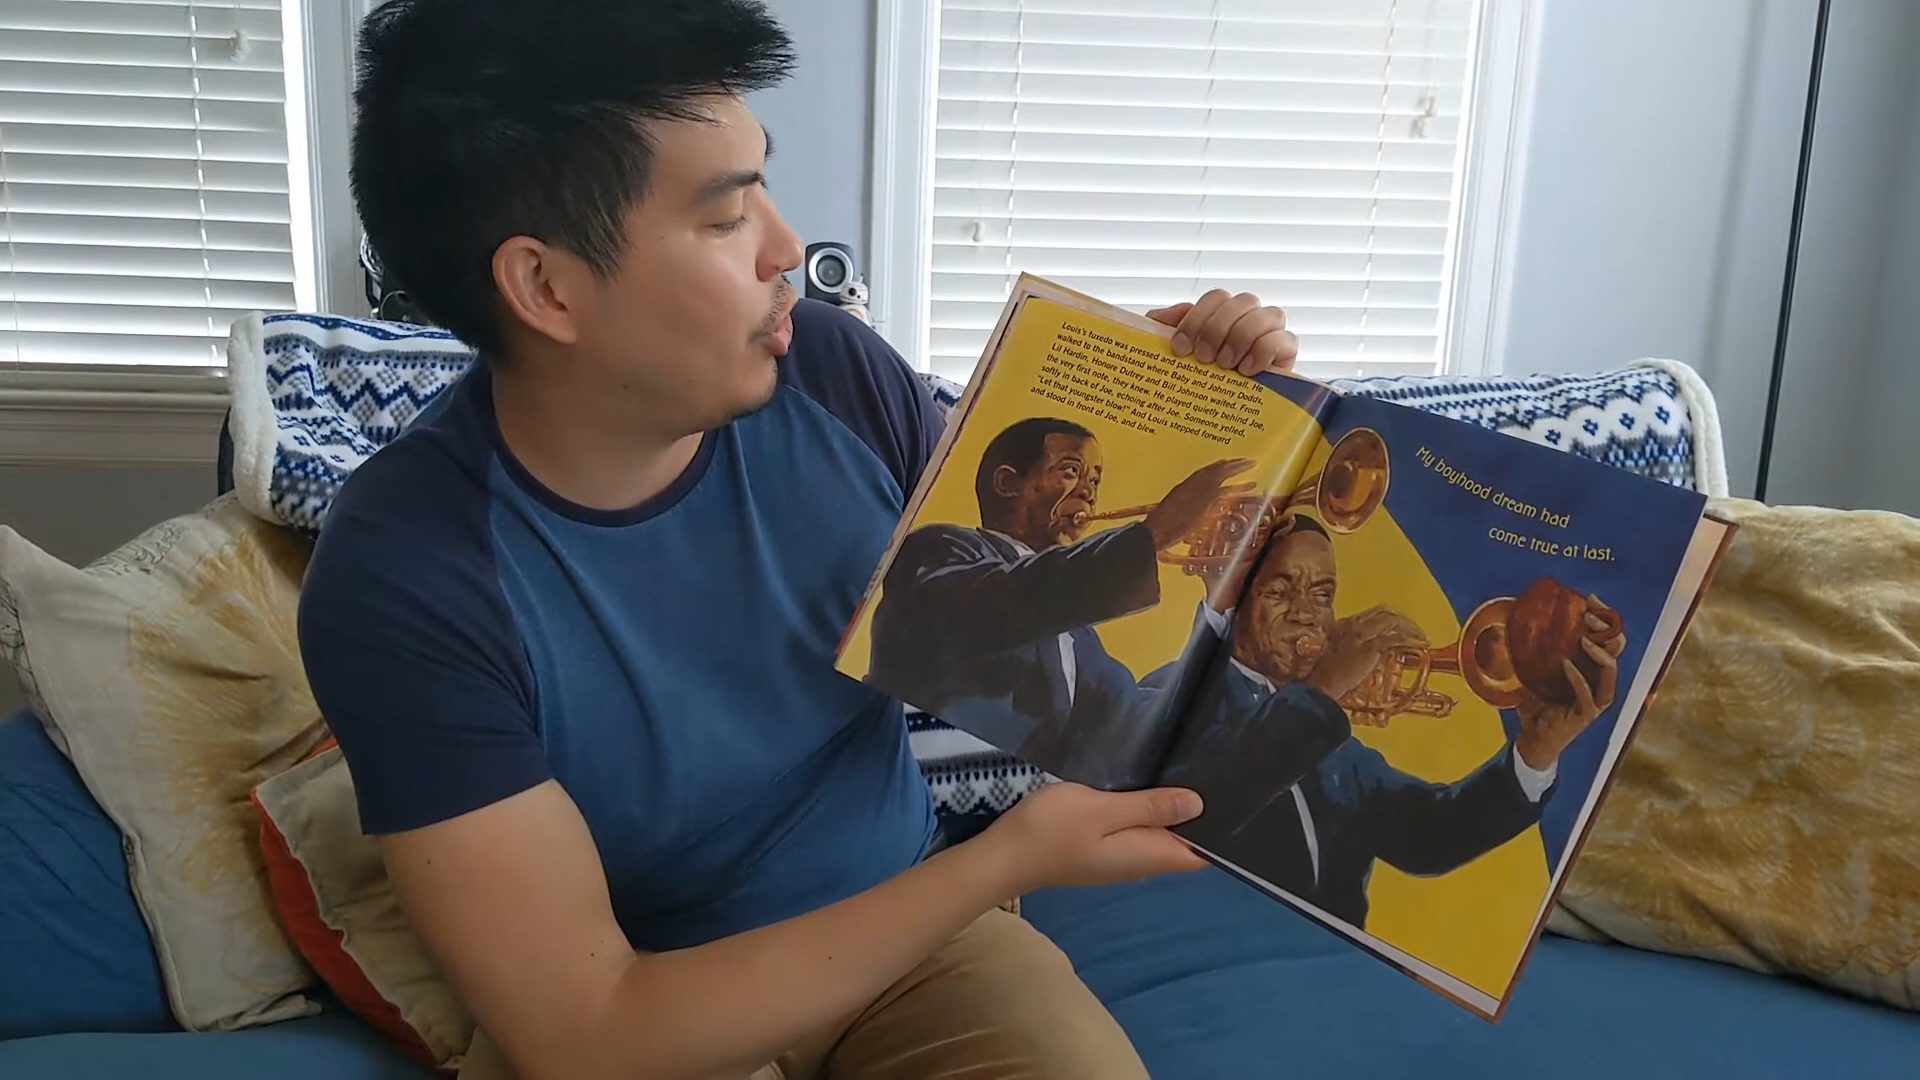 Louis's tuxedo was pressed and patched and small. He
walked to the bandstand where Baby and Johnny Dodds,
Lil Hardin, Honore Dutrey and Bill Johnson waited. From
the very first note, they knew. He played quietly behind Joe,
softly in back of Joe, echoing after Joe. Someone yelled,
"Let that youngster blow!" And Louis stepped forward
and stood in front of Joe, and blew.
My boyhood dream had
come true at last.